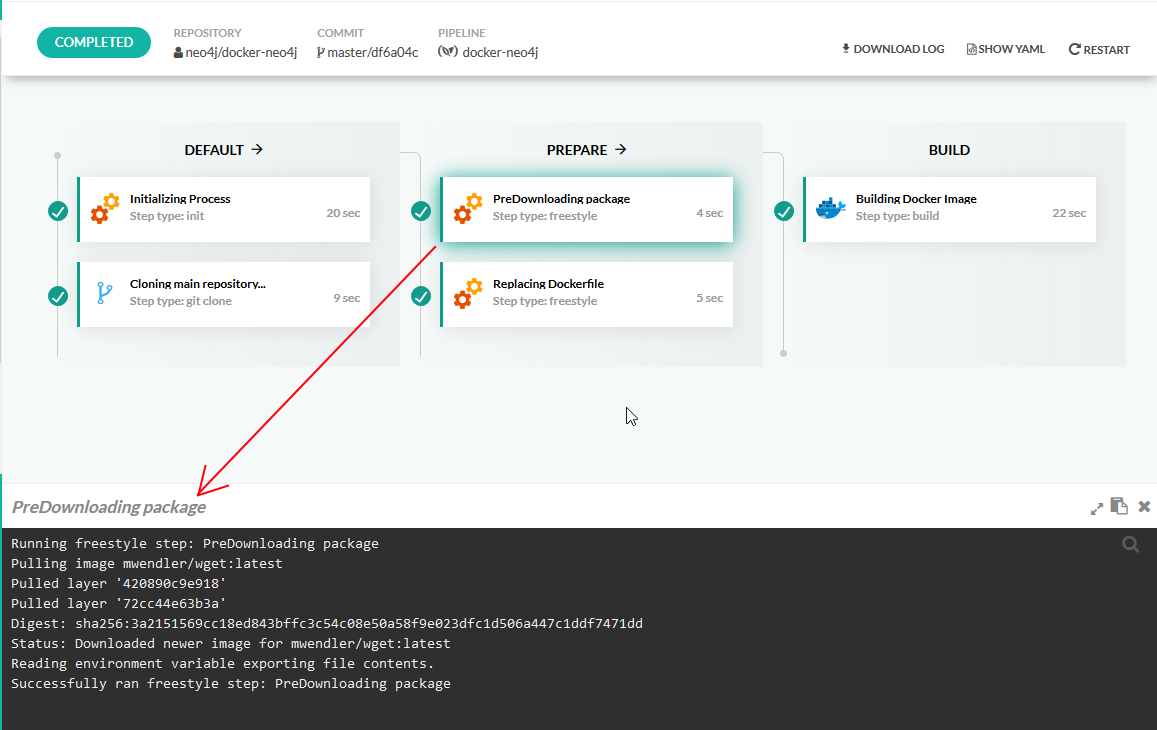 COMPLETED
REPOSITORY
neo4j/docker-neo4j
COMMIT
master/df6a04c
PIPELINE
docker-neo4j
DOWNLOAD LOG
SHOW YAML
RESTART
DEFAULT →
Initializing Process
Step type: init
20 sec
Cloning main repository...
Step type: git clone
9 sec
PREPARE →
PreDownloading package
Step type: freestyle
4 sec
Replacing Dockerfile
Step type: freestyle
5 sec
BUILD
Building Docker Image
Step type: build
22 sec
PreDownloading package
Running freestyle step: PreDownloading package
Pulling image mwendler/wget:latest
Pulled layer '420890c9e918'
Pulled layer '72cc44e63b3a'
Digest: sha256:3a2151569cc18ed843bffc3c54c08e50a58f9e023dfc1d506a447c1ddf7471dd
Status: Downloaded newer image for mwendler/wget:latest
Reading environment variable exporting file contents.
Successfully ran freestyle step: PreDownloading package